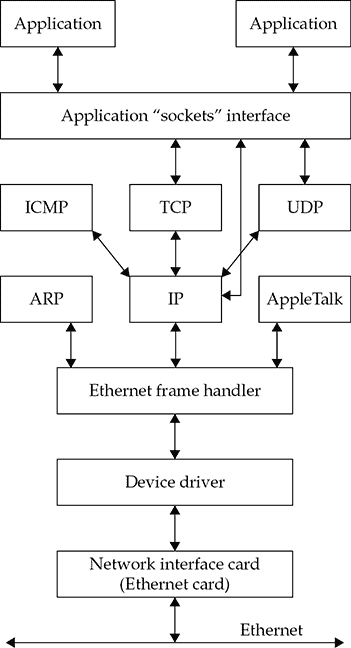 Application
Application
Application “sockets” interface
ICMP
TCP
UDP
ARP
IP
AppleTalk
Ethernet frame handler
Device driver
Network interface card
(Ethernet card)
Ethernet